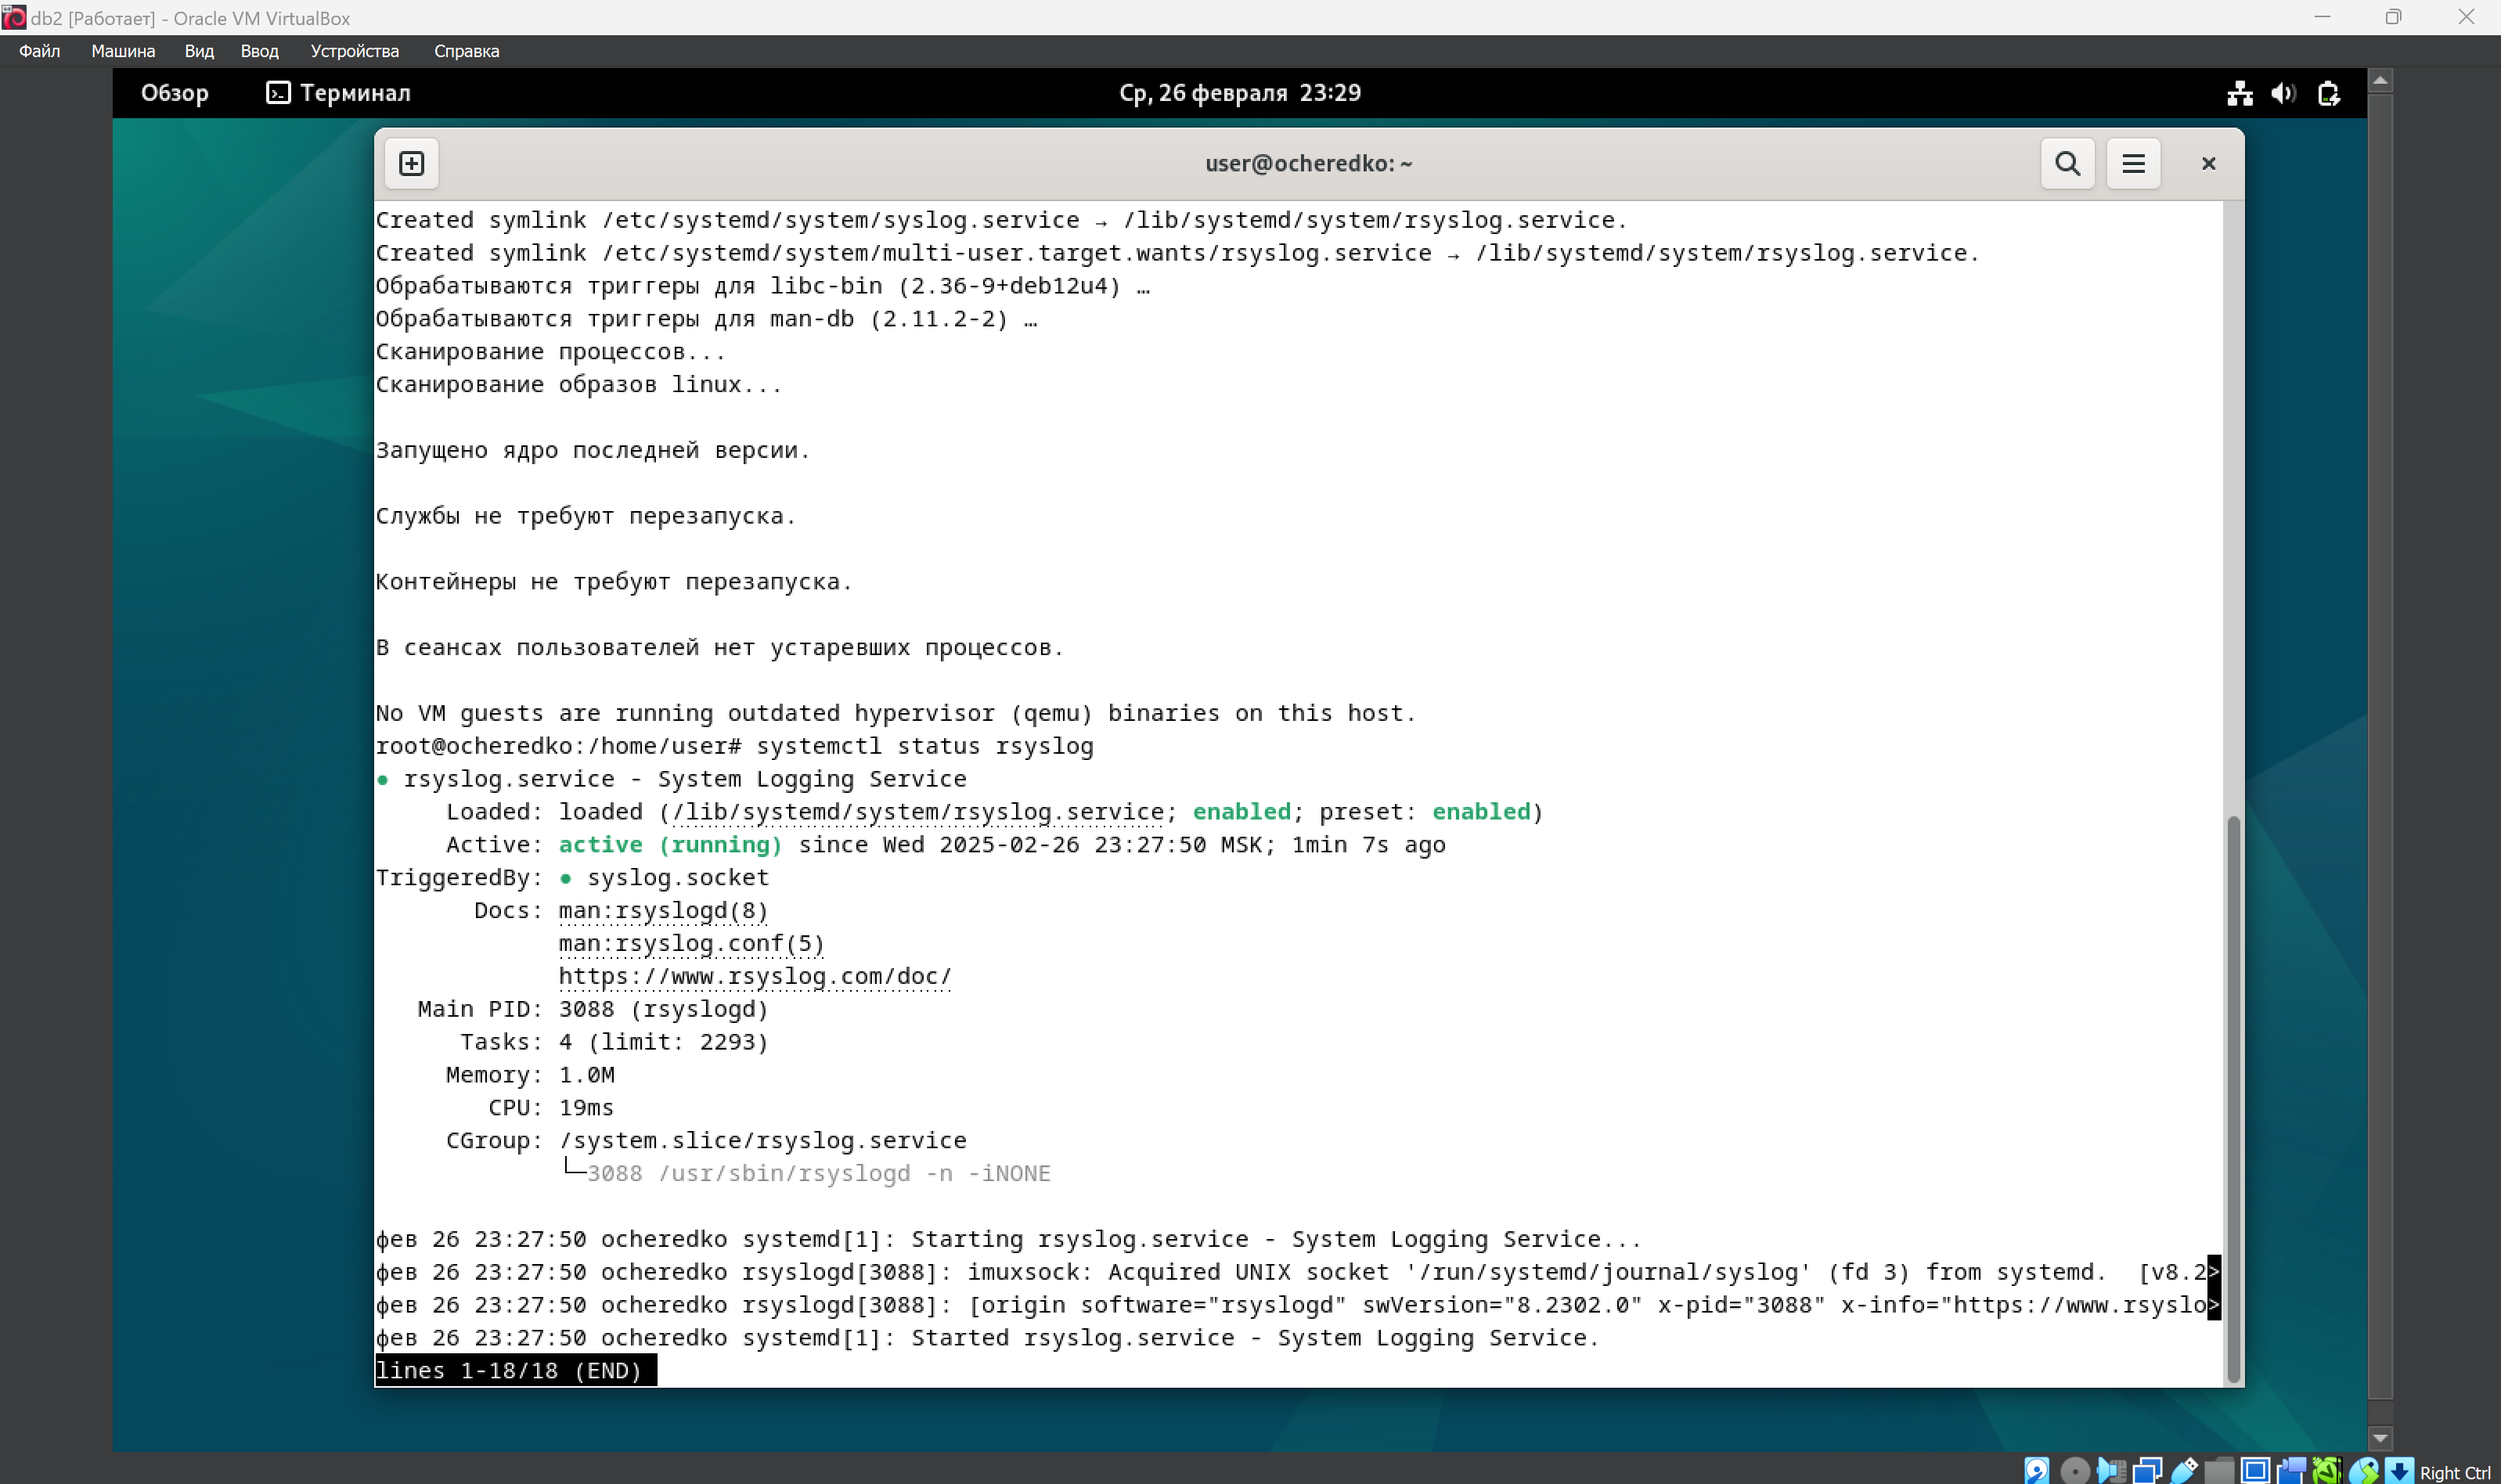 db2 [Работает] - Oracle VM VirtualBox
Файл Машина Вид Ввод Устройства Справка
Обзор Терминал Ср, 26 февраля 23:29
user@ocheredko: ~
Created symlink /etc/systemd/system/syslog.service → /lib/systemd/system/rsyslog.service.
Created symlink /etc/systemd/system/multi-user.target.wants/rsyslog.service → /lib/systemd/system/rsyslog.service.
Обрабатываются триггеры для libc-bin (2.36-9+deb12u4) …
Обрабатываются триггеры для man-db (2.11.2-2) …
Сканирование процессов...
Сканирование образов linux...
Запущено ядро последней версии.
Службы не требуют перезапуска.
Контейнеры не требуют перезапуска.
В сеансах пользователей нет устаревших процессов.
No VM guests are running outdated hypervisor (qemu) binaries on this host.
root@ocheredko:/home/user# systemctl status rsyslog
● rsyslog.service - System Logging Service
Loaded: loaded (/lib/systemd/system/rsyslog.service; enabled; preset: enabled)
Active: active (running) since Wed 2025-02-26 23:27:50 MSK; 1min 7s ago
TriggeredBy: ● syslog.socket
Docs: man:rsyslogd(8)
man:rsyslog.conf(5)
https://www.rsyslog.com/doc/
Main PID: 3088 (rsyslogd)
Tasks: 4 (limit: 2293)
Memory: 1.0M
CPU: 19ms
CGroup: /system.slice/rsyslog.service
└─3088 /usr/sbin/rsyslogd -n -iNONE
фев 26 23:27:50 ocheredko systemd[1]: Starting rsyslog.service - System Logging Service...
фев 26 23:27:50 ocheredko rsyslogd[3088]: imuxsock: Acquired UNIX socket '/run/systemd/journal/syslog' (fd 3) from systemd.  [v8.2>
фев 26 23:27:50 ocheredko rsyslogd[3088]: [origin software="rsyslogd" swVersion="8.2302.0" x-pid="3088" x-info="https://www.rsyslo>
фев 26 23:27:50 ocheredko systemd[1]: Started rsyslog.service - System Logging Service.
lines 1-18/18 (END)
Right Ctrl